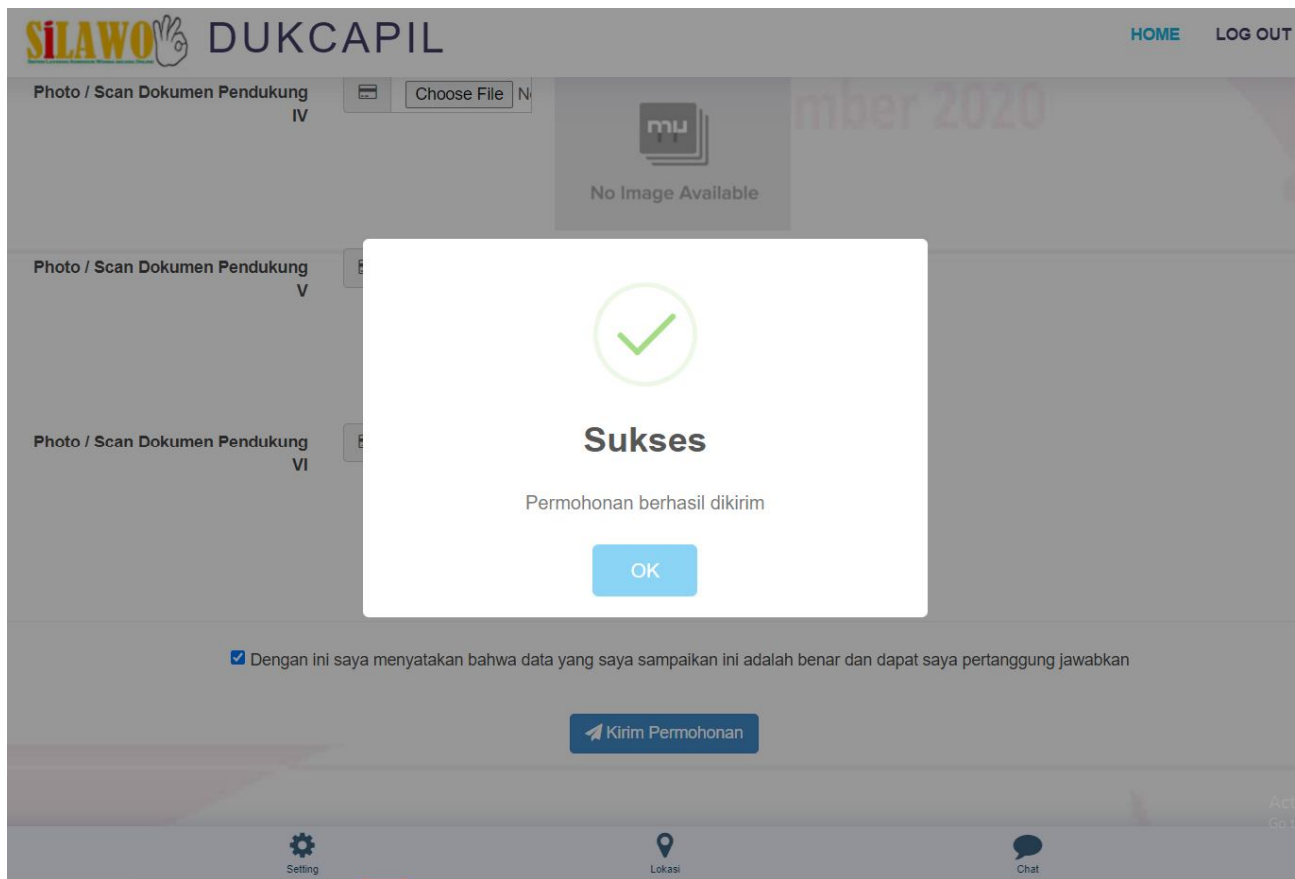 SiLAWO DUKCAPIL
HOME LOG OUT
Photo / Scan Dokumen Pendukung
IV
Choose File
mber 2020
mu
No Image Available
Photo / Scan Dokumen Pendukung
V
Photo / Scan Dokumen Pendukung
VI
Sukses
Permohonan berhasil dikirim
OK
Dengan ini saya menyatakan bahwa data yang saya sampaikan ini adalah benar dan dapat saya pertanggung jawabkan
Kirim Permohonan
Setting
Lokasi
Chat